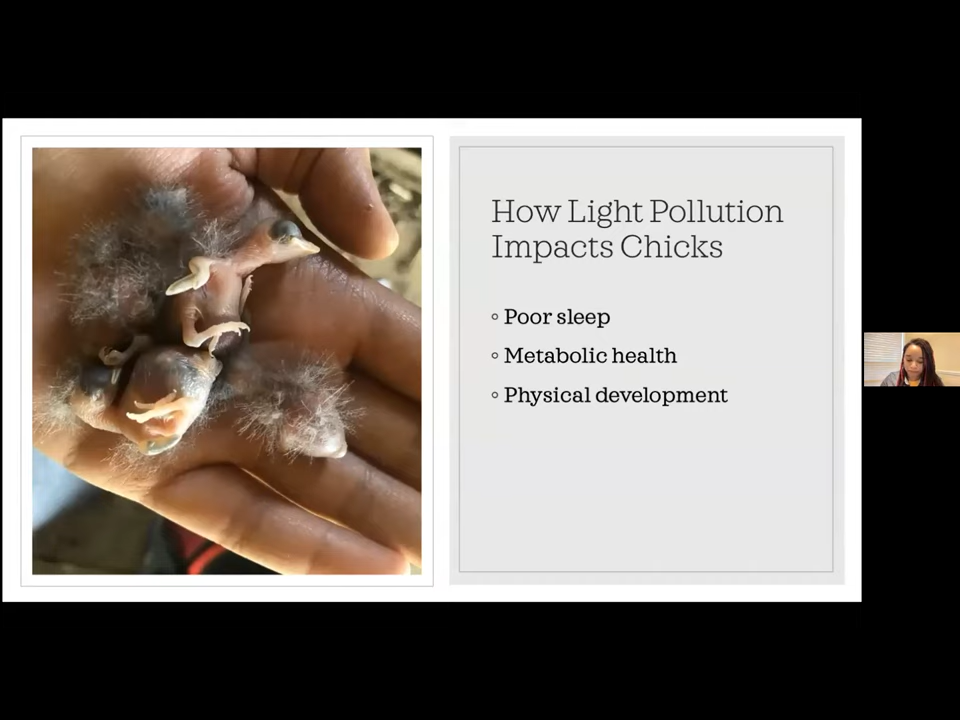 How Light Pollution
Impacts Chicks
◦ Poor sleep
◦ Metabolic health
◦ Physical development